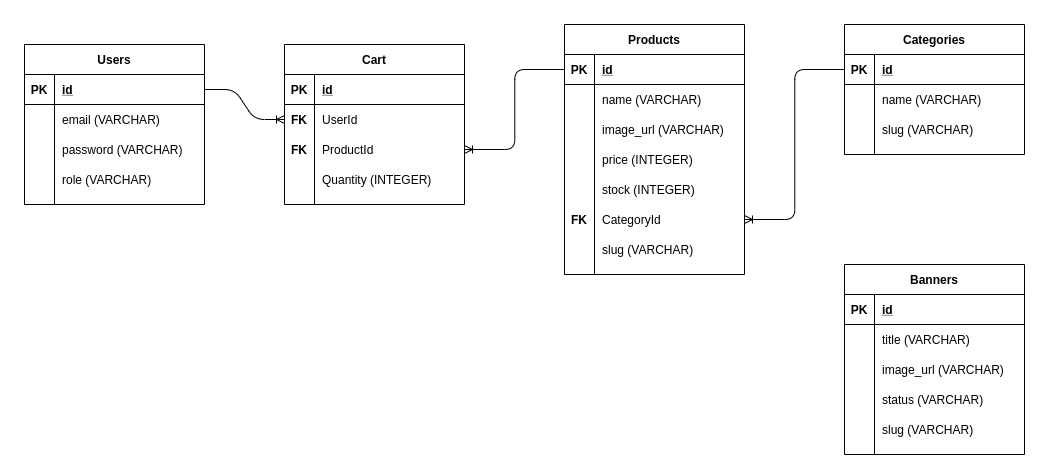 Users
PK id
email (VARCHAR)
password (VARCHAR)
role (VARCHAR)
Cart
PK id
FK UserId
FK ProductId
Quantity (INTEGER)
Products
PK id
name (VARCHAR)
image_url (VARCHAR)
price (INTEGER)
stock (INTEGER)
FK CategoryId
slug (VARCHAR)
Categories
PK id
name (VARCHAR)
slug (VARCHAR)
Banners
PK id
title (VARCHAR)
image_url (VARCHAR)
status (VARCHAR)
slug (VARCHAR)